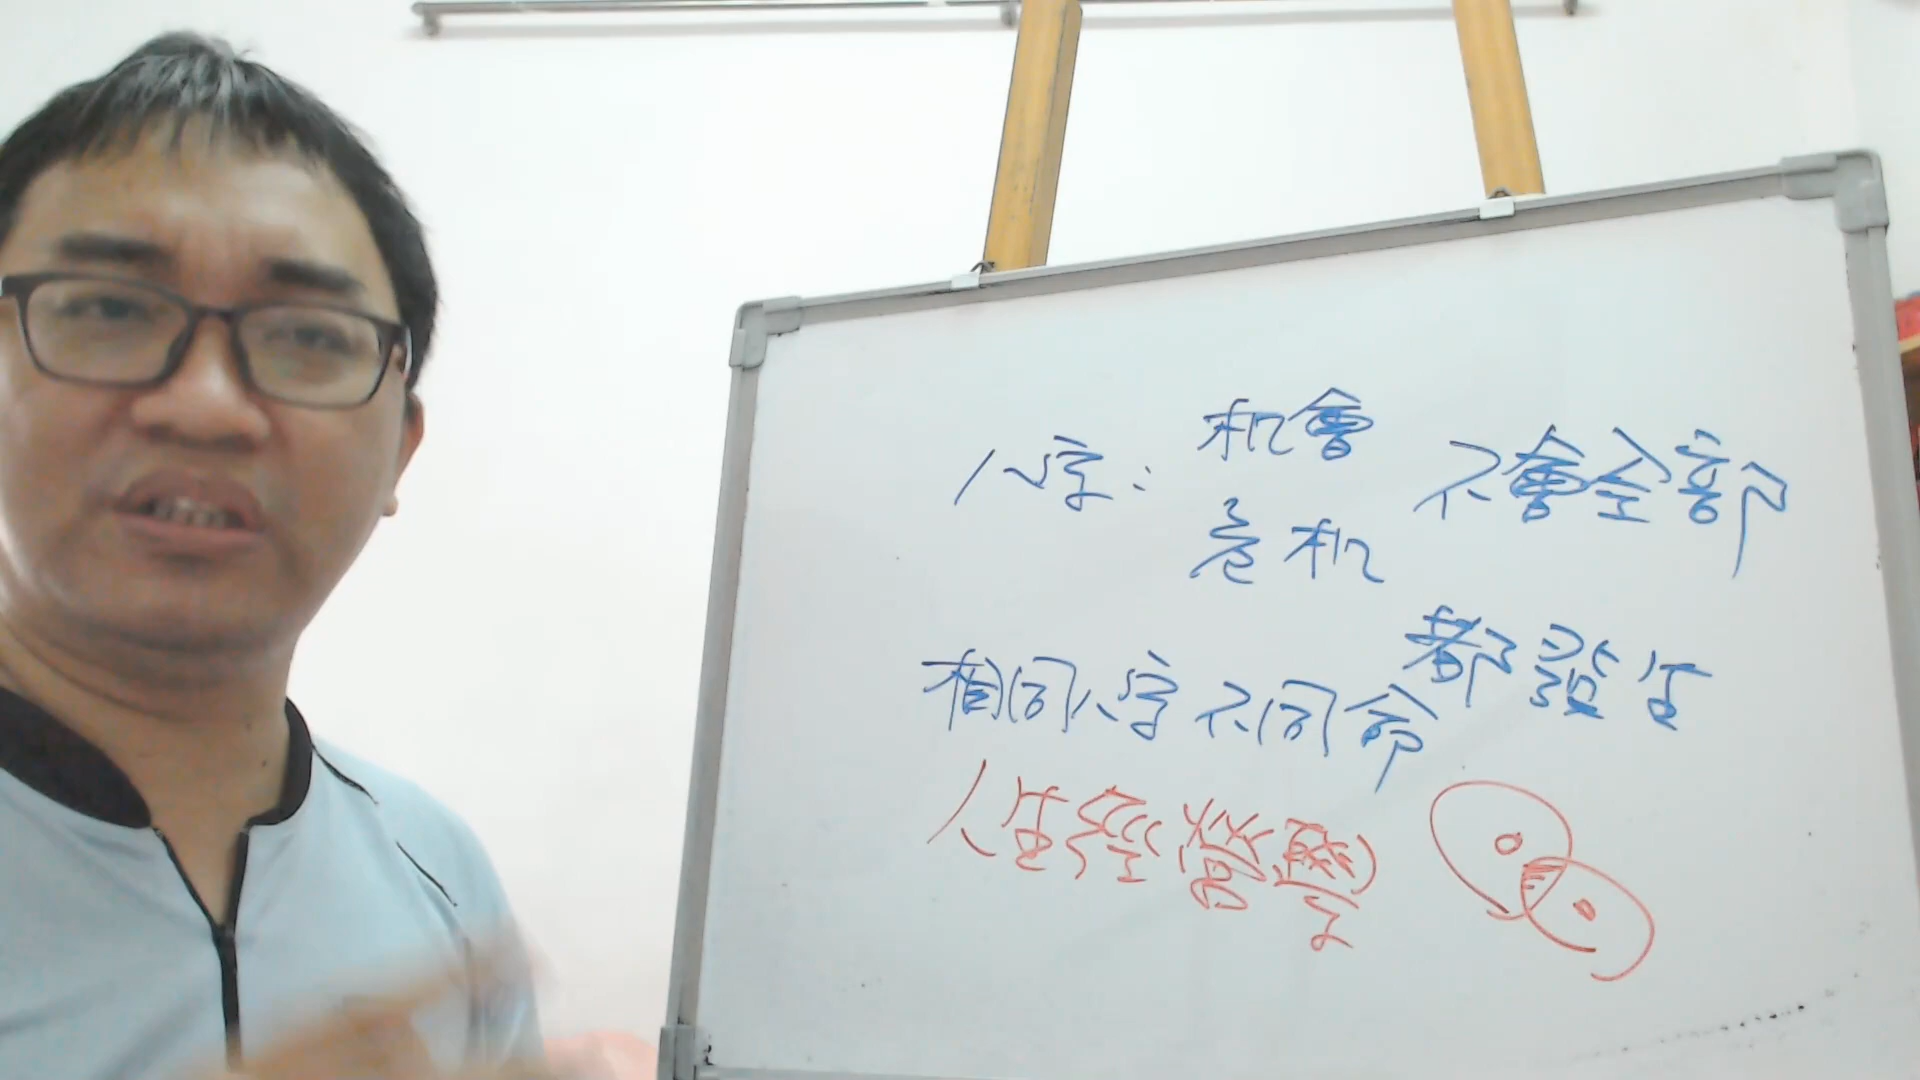 八字：机會 不會全部
危机
都發生
相同八字不同命
人生經營學